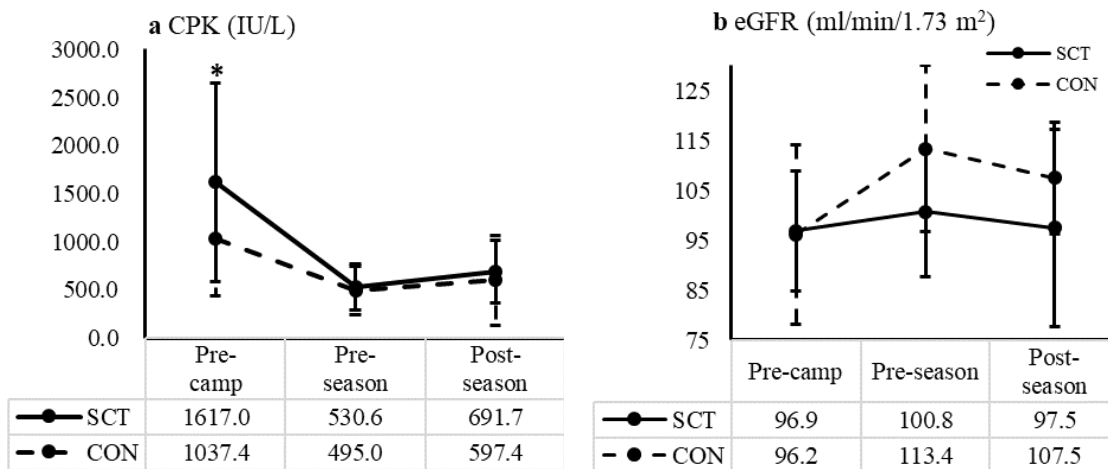 a CPK (IU/L)
3000.0
2500.0
2000.0
1500.0
1000.0
500.0
0.0
*
Pre-camp Pre-season Post-season
SCT 1617.0 530.6 691.7
CON 1037.4 495.0 597.4
b eGFR (ml/min/1.73 m²)
SCT
CON
125
115
105
95
85
75
Pre-camp Pre-season Post-season
SCT 96.9 100.8 97.5
CON 96.2 113.4 107.5